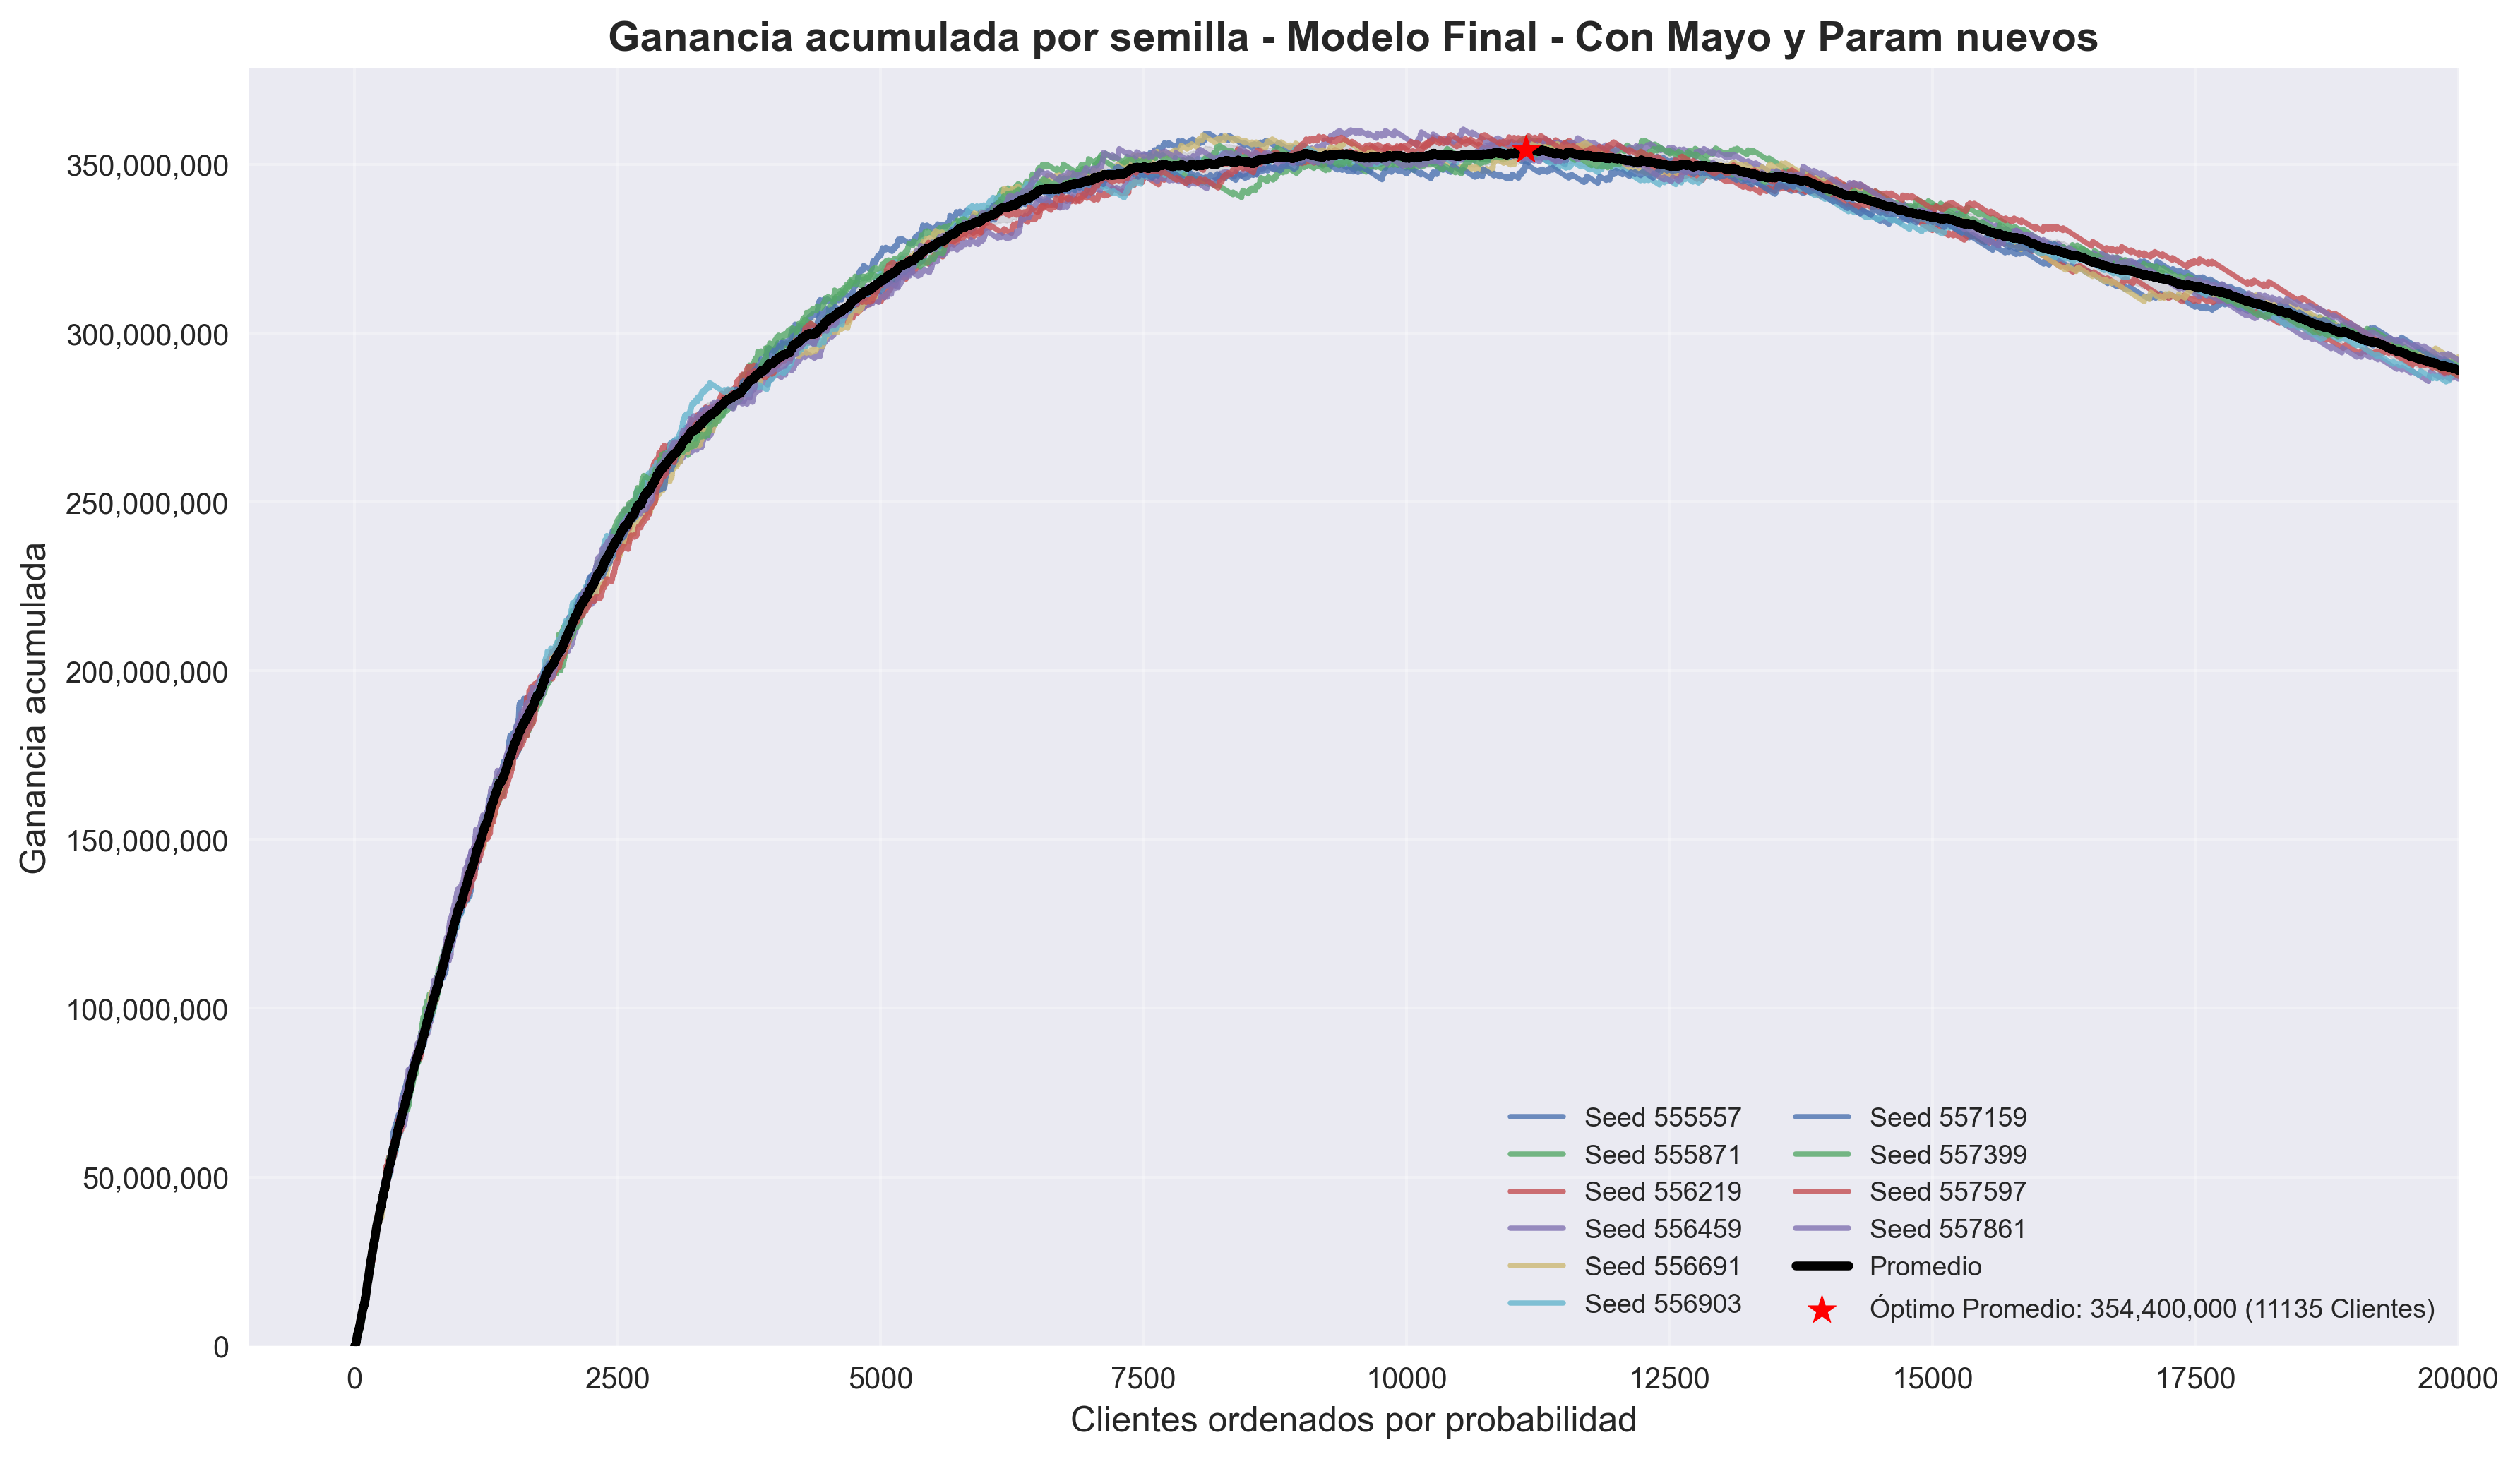 Ganancia acumulada por semilla - Modelo Final - Con Mayo y Param nuevos
Ganancia acumulada
350,000,000
300,000,000
250,000,000
200,000,000
150,000,000
100,000,000
50,000,000
0
0 2500 5000 7500 10000 12500 15000 17500 20000
Clientes ordenados por probabilidad
Seed 555557
Seed 555871
Seed 556219
Seed 556459
Seed 556691
Seed 556903
Seed 557159
Seed 557399
Seed 557597
Seed 557861
Promedio
Óptimo Promedio: 354,400,000 (11135 Clientes)